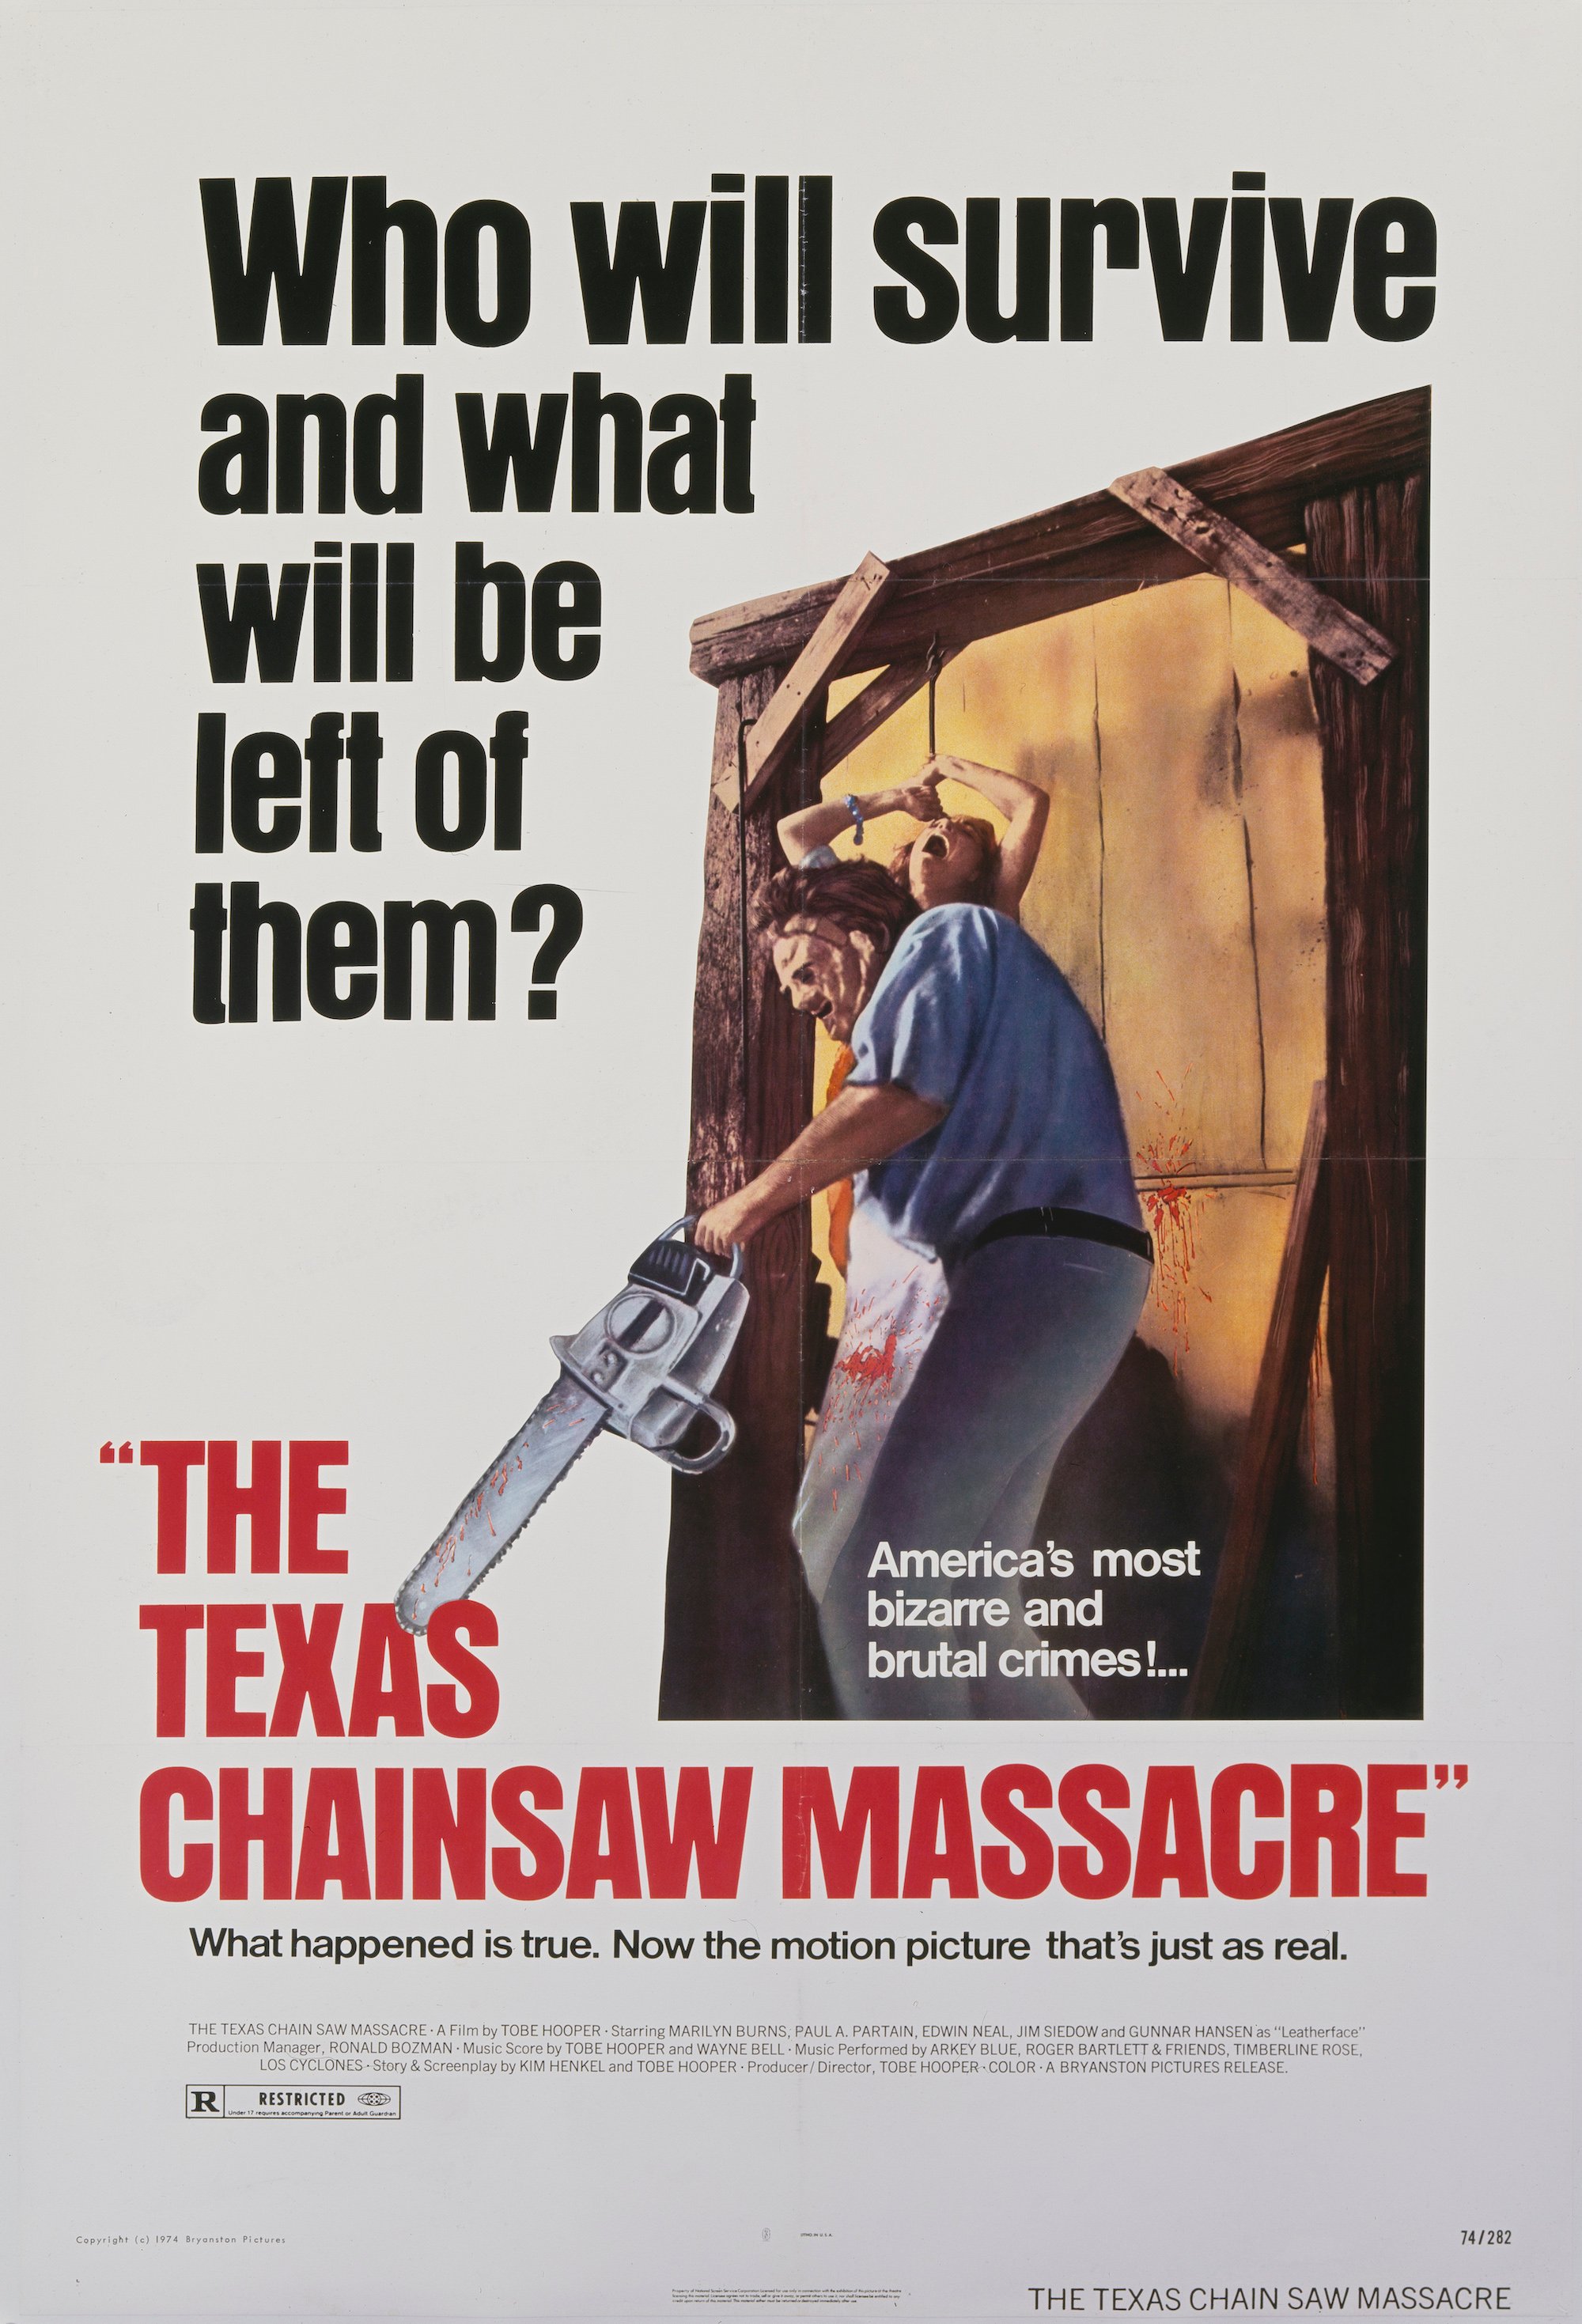 Who will survive
and what
will be
left of
them?
America's most
bizarre and
brutal crimes!...
“THE
TEXAS
CHAINSAW MASSACRE”
What happened is true. Now the motion picture that's just as real.
THE TEXAS CHAIN SAW MASSACRE · A Film by TOBE HOOPER · Starring MARILYN BURNS, PAUL A. PARTAIN, EDWIN NEAL, JIM SIEDOW and GUNNAR HANSEN as “Leatherface”
Production Manager, RONALD BOZMAN · Music Score by TOBE HOOPER and WAYNE BELL · Music Performed by ARKEY BLUE, ROGER BARTLETT & FRIENDS, TIMBERLINE ROSE,
LOS CYCLONES · Story & Screenplay by KIM HENKEL and TOBE HOOPER · Producer/Director, TOBE HOOPER · COLOR · A BRYANSTON PICTURES RELEASE.
R RESTRICTED
Under 17 requires accompanying Parent or Adult Guardian
Copyright (c) 1974 Bryanston Pictures
74/282
THE TEXAS CHAIN SAW MASSACRE